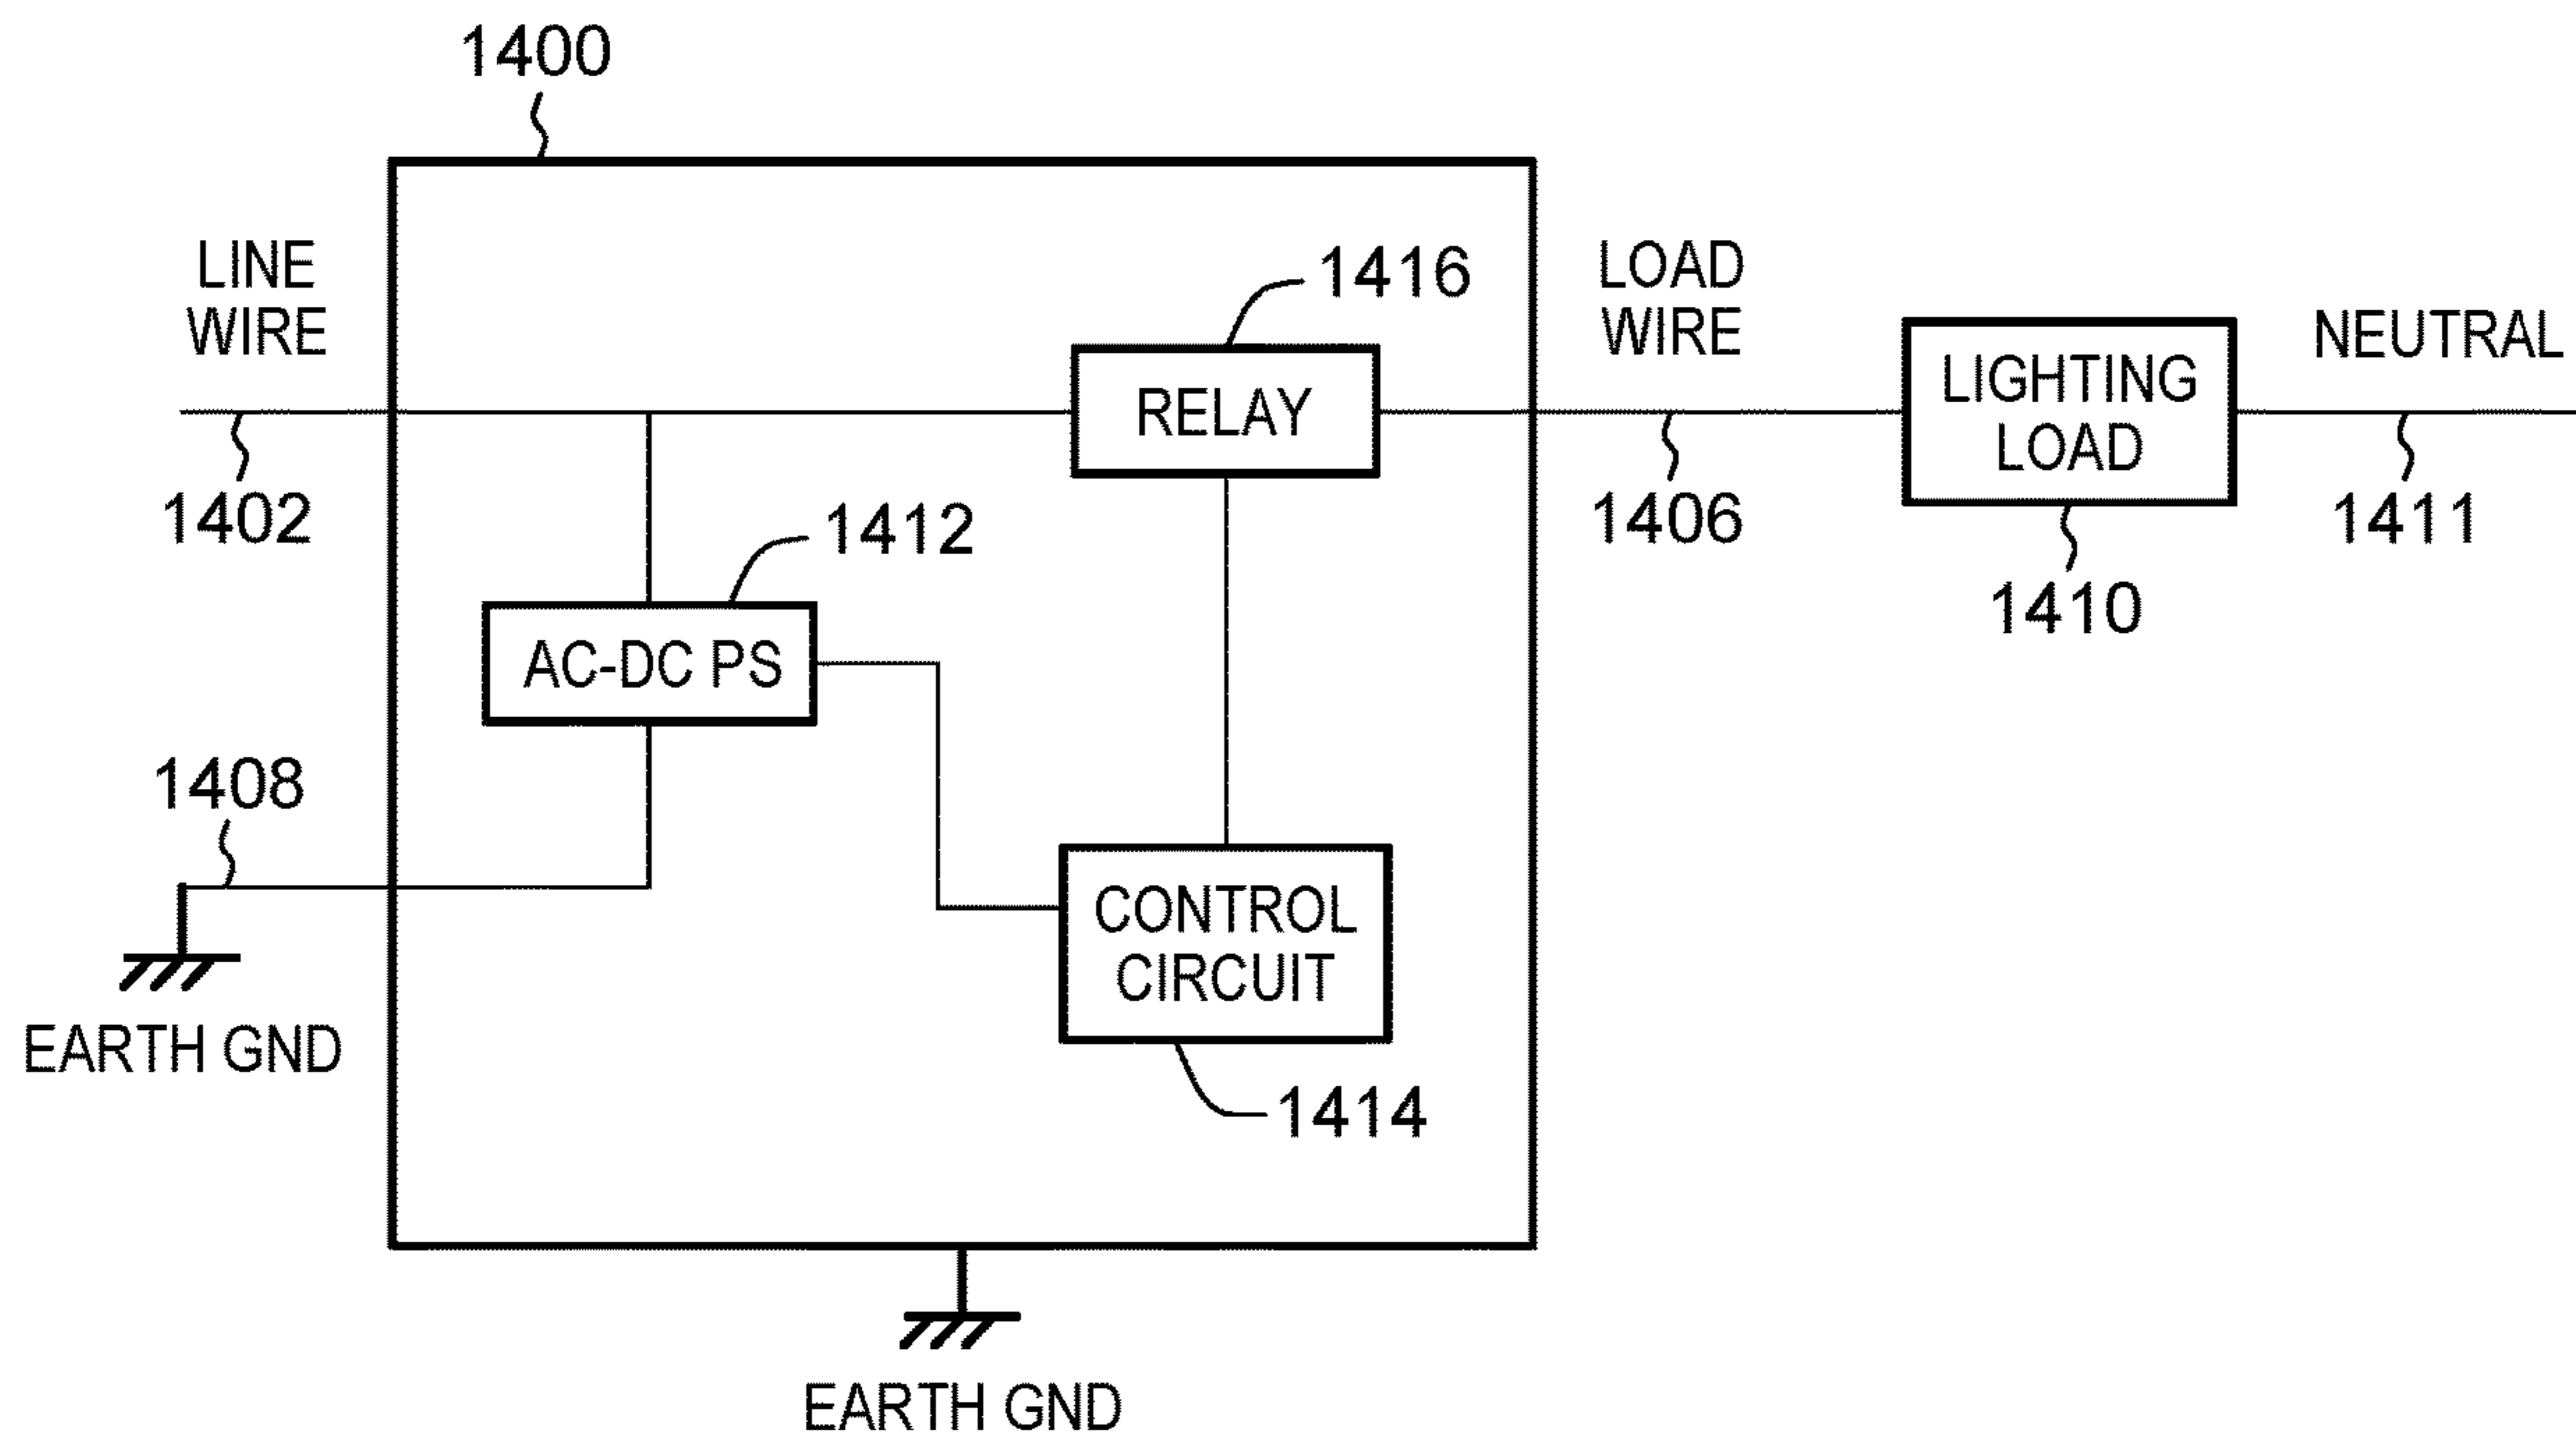 1400
LINE
WIRE
1416
LOAD
WIRE
NEUTRAL
RELAY
LIGHTING
LOAD
1402
1412
1406
1411
1410
AC-DC PS
1408
CONTROL
CIRCUIT
EARTH GND
1414
EARTH GND